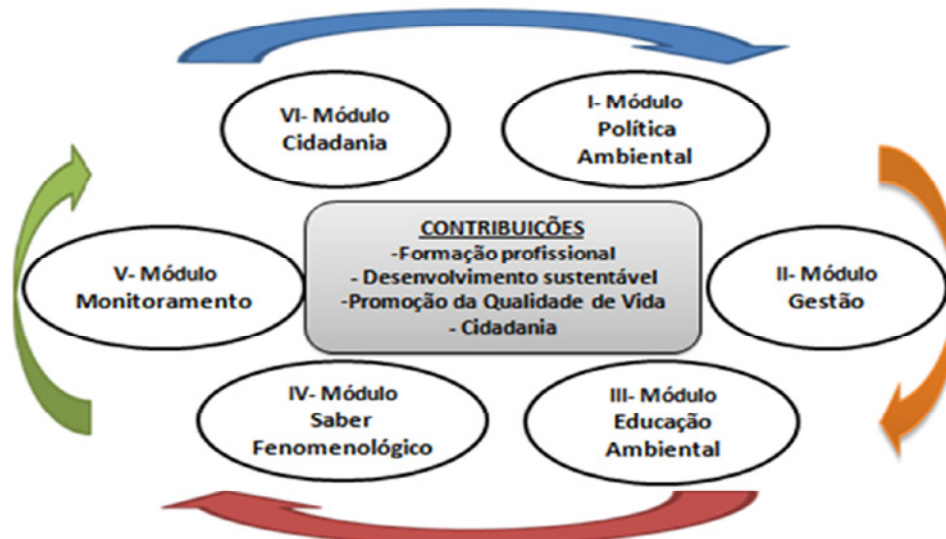 VI- Módulo
Cidadania
I- Módulo
Política
Ambiental
CONTRIBUIÇÕES
-Formação profissional
- Desenvolvimento sustentável
-Promoção da Qualidade de Vida
- Cidadania
V- Módulo
Monitoramento
II- Módulo
Gestão
IV- Módulo
Saber
Fenomenológico
III- Módulo
Educação
Ambiental